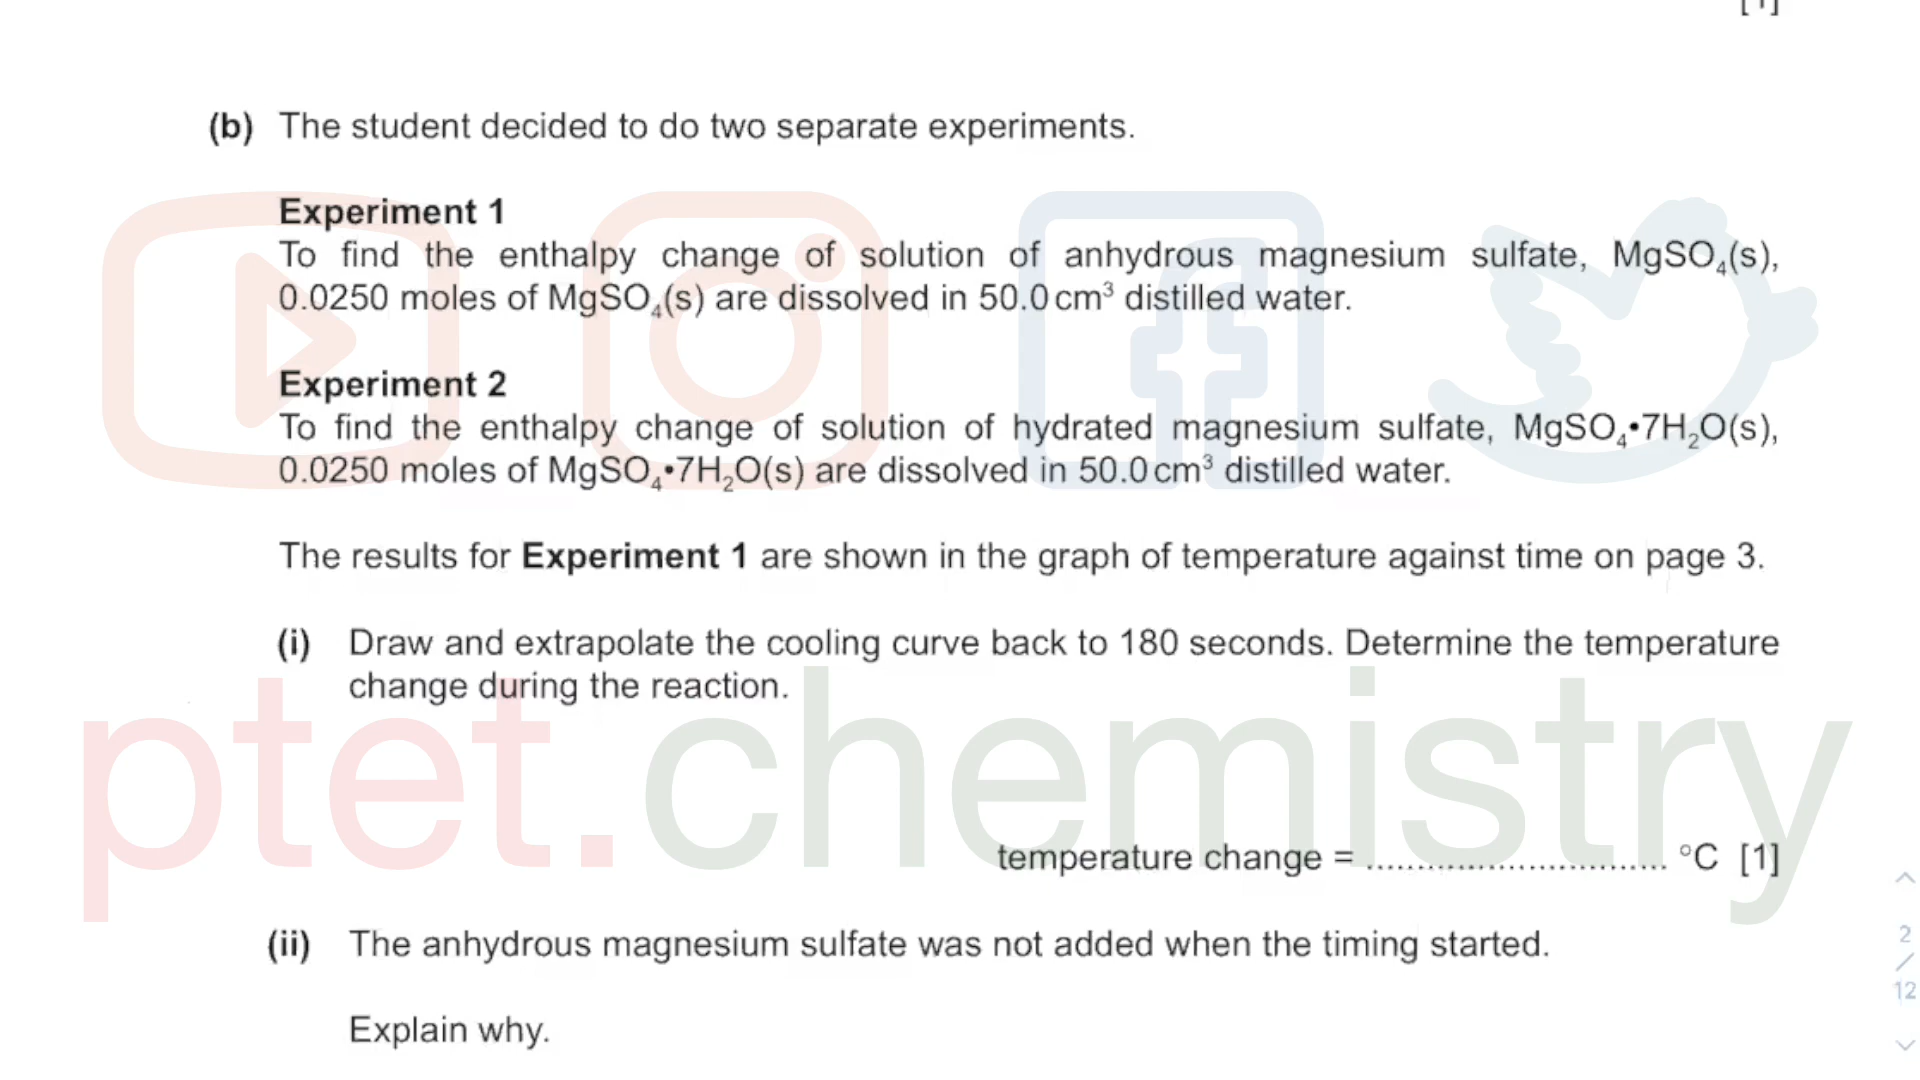 [1]
(b) The student decided to do two separate experiments.
Experiment 1
To find the enthalpy change of solution of anhydrous magnesium sulfate, MgSO₄(s),
0.0250 moles of MgSO₄(s) are dissolved in 50.0 cm³ distilled water.
Experiment 2
To find the enthalpy change of solution of hydrated magnesium sulfate, MgSO₄•7H₂O(s),
0.0250 moles of MgSO₄•7H₂O(s) are dissolved in 50.0 cm³ distilled water.
The results for Experiment 1 are shown in the graph of temperature against time on page 3.
(i) Draw and extrapolate the cooling curve back to 180 seconds. Determine the temperature
change during the reaction.
ptet.chemistry
temperature change = .............................. °C [1]
(ii) The anhydrous magnesium sulfate was not added when the timing started.
Explain why.
2
/
12